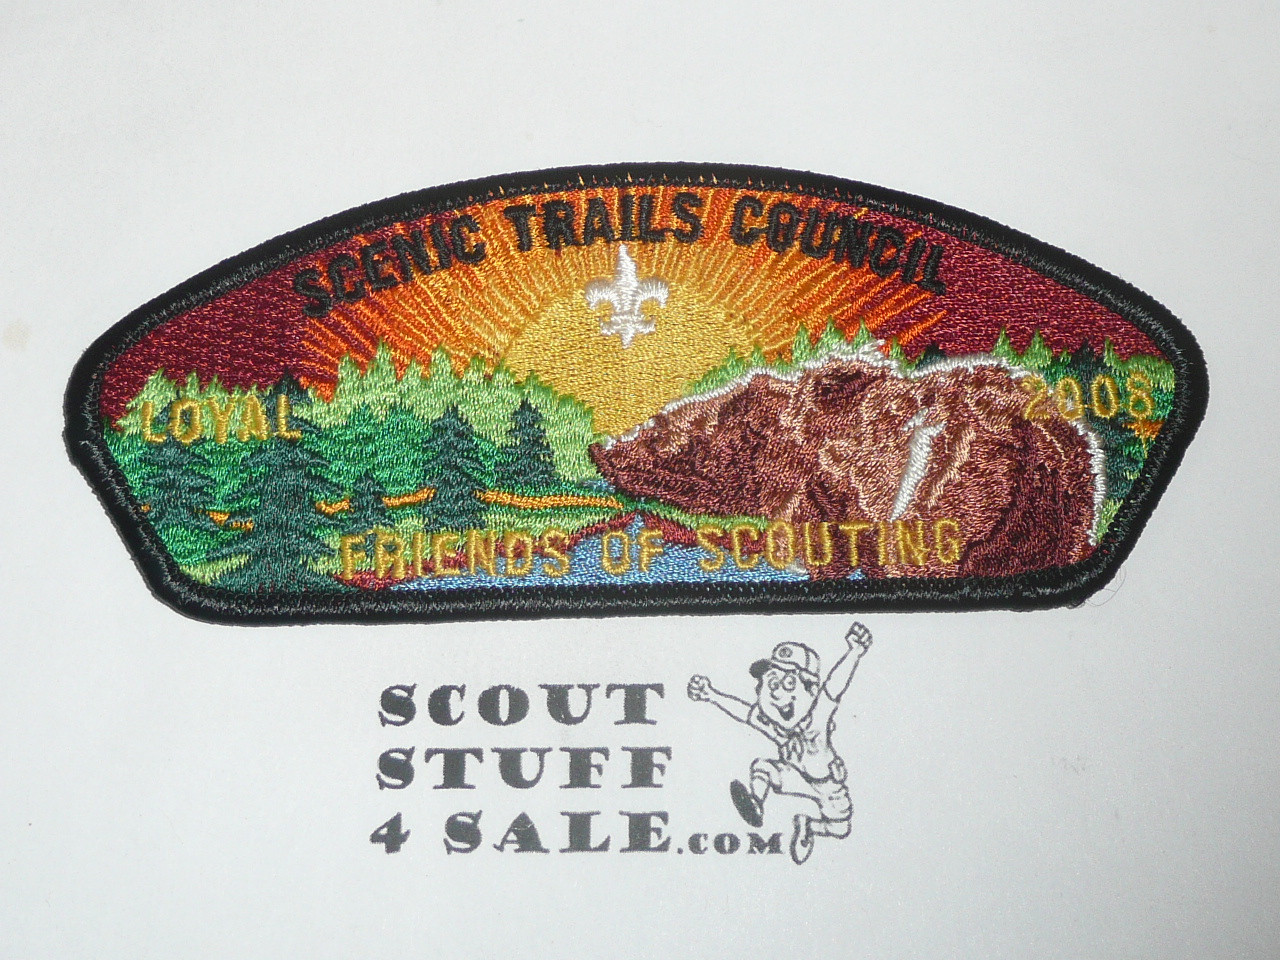 SCENIC TRAILS COUNCIL
LOYAL
2008
FRIENDS OF SCOUTING
SCOUT
STUFF
4 SALE.COM